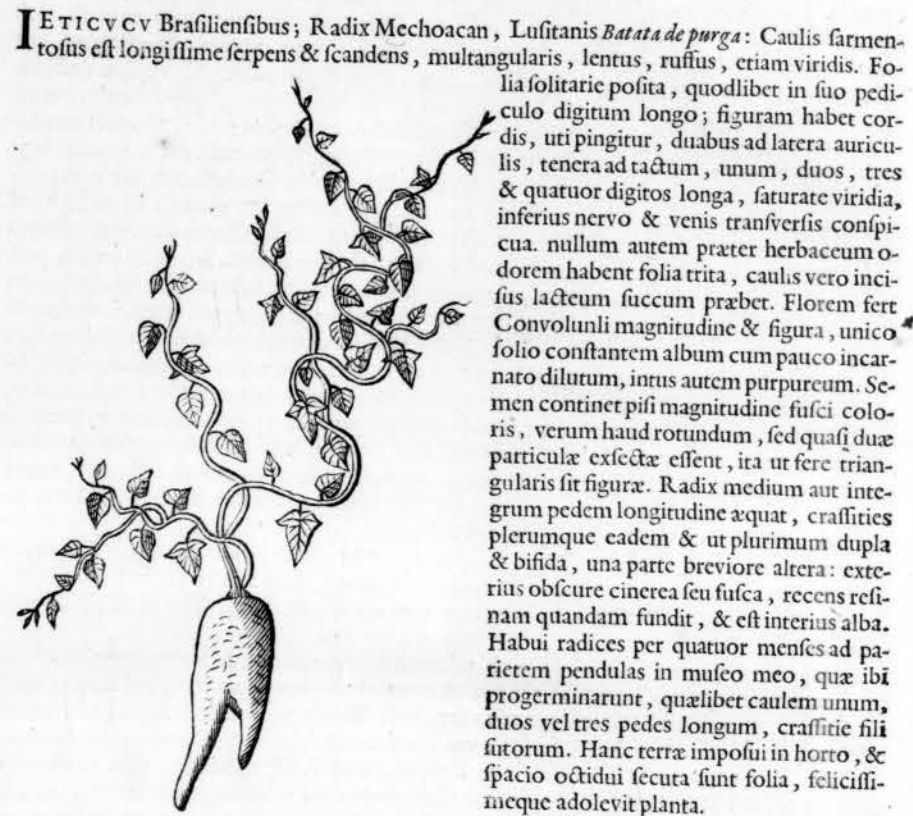 IETICVCV Braſilienſibus; Radix Mechoacan, Luſitanis Batata de purga: Caulis ſarmen-
toſus eſt longiſſime ſerpens & ſcandens, multangularis, lentus, ruffus, etiam viridis. Fo-
lia ſolitarie poſita, quodlibet in ſuo pedi-
culo digitum longo; figuram habet cor-
dis, uti pingitur, duabus ad latera auricu-
lis, tenera ad tactum, unum, duos, tres
& quatuor digitos longa, ſaturate viridia,
inferius nervo & venis tranſverſis conſpi-
cua. nullum autem præter herbaceum o-
dorem habent folia trita, caulis vero inci-
ſus lacteum ſuccum præbet. Florem fert
Convolunli magnitudine & figura, unico
folio conſtantem album cum pauco incar-
nato dilutum, intus autem purpureum. Se-
men continet piſi magnitudine fuſci colo-
ris, verum haud rotundum, ſed quaſi duæ
particulæ exſectæ eſſent, ita ut fere trian-
gularis ſit figuræ. Radix medium aut inte-
grum pedem longitudine æquat, craſſities
plerumque eadem & ut plurimum dupla
& bifida, una parte breviore altera: exte-
rius obſcure cinerea ſeu fuſca, recens reſi-
nam quandam fundit, & eſt interius alba.
Habui radices per quatuor menſes ad pa-
rietem pendulas in muſeo meo, quæ ibi
progerminarunt, quælibet caulem unum,
duos vel tres pedes longum, craſſitie fili
ſutorum. Hanc terræ impoſui in horto, &
ſpacio octidui ſecuta ſunt folia, feliciſſi-
meque adolevit planta.